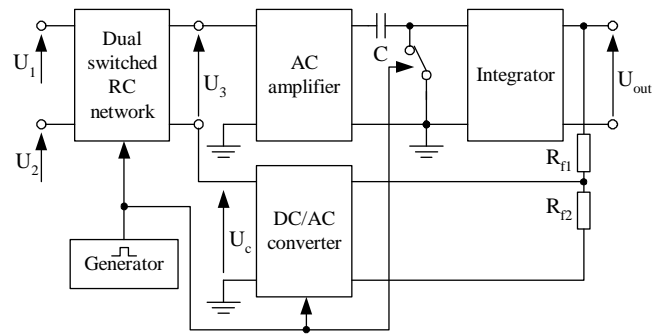 U1
U2
Dual
switched
RC
network
U3
AC
amplifier
C
Integrator
Uout
Rf1
Rf2
DC/AC
converter
Uc
Generator